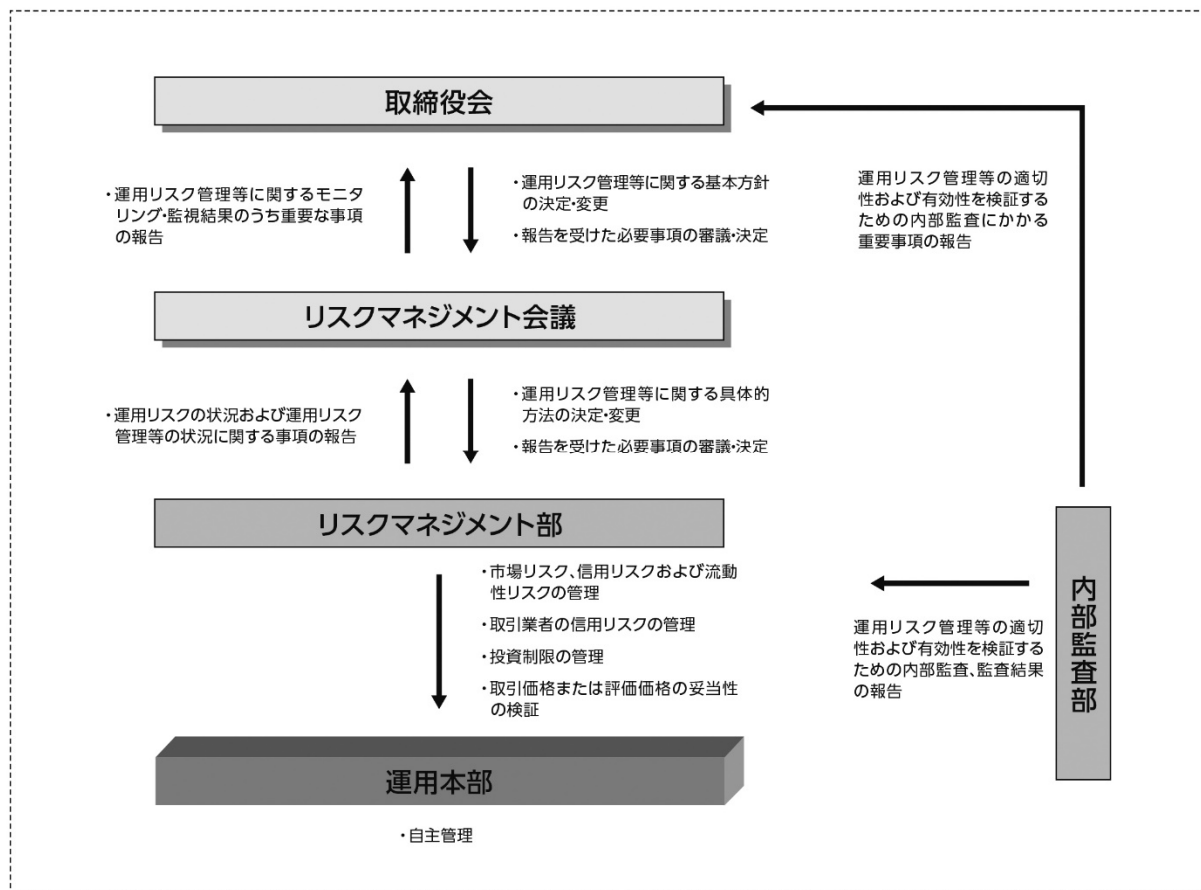 取締役会
・運用リスク管理等に関するモニタ
リング・監視結果のうち重要な事項
の報告
・運用リスク管理等に関する基本方針
の決定・変更
・報告を受けた必要事項の審議・決定
運用リスク管理等の適切
性および有効性を検証する
ための内部監査にかかる
重要事項の報告
リスクマネジメント会議
・運用リスクの状況および運用リスク
管理等の状況に関する事項の報告
・運用リスク管理等に関する具体的
方法の決定・変更
・報告を受けた必要事項の審議・決定
リスクマネジメント部
・市場リスク、信用リスクおよび流動
性リスクの管理
・取引業者の信用リスクの管理
・投資制限の管理
・取引価格または評価価格の妥当性
の検証
運用リスク管理等の適切
性および有効性を検証する
ための内部監査、監査結果
の報告
内部監査部
運用本部
・自主管理